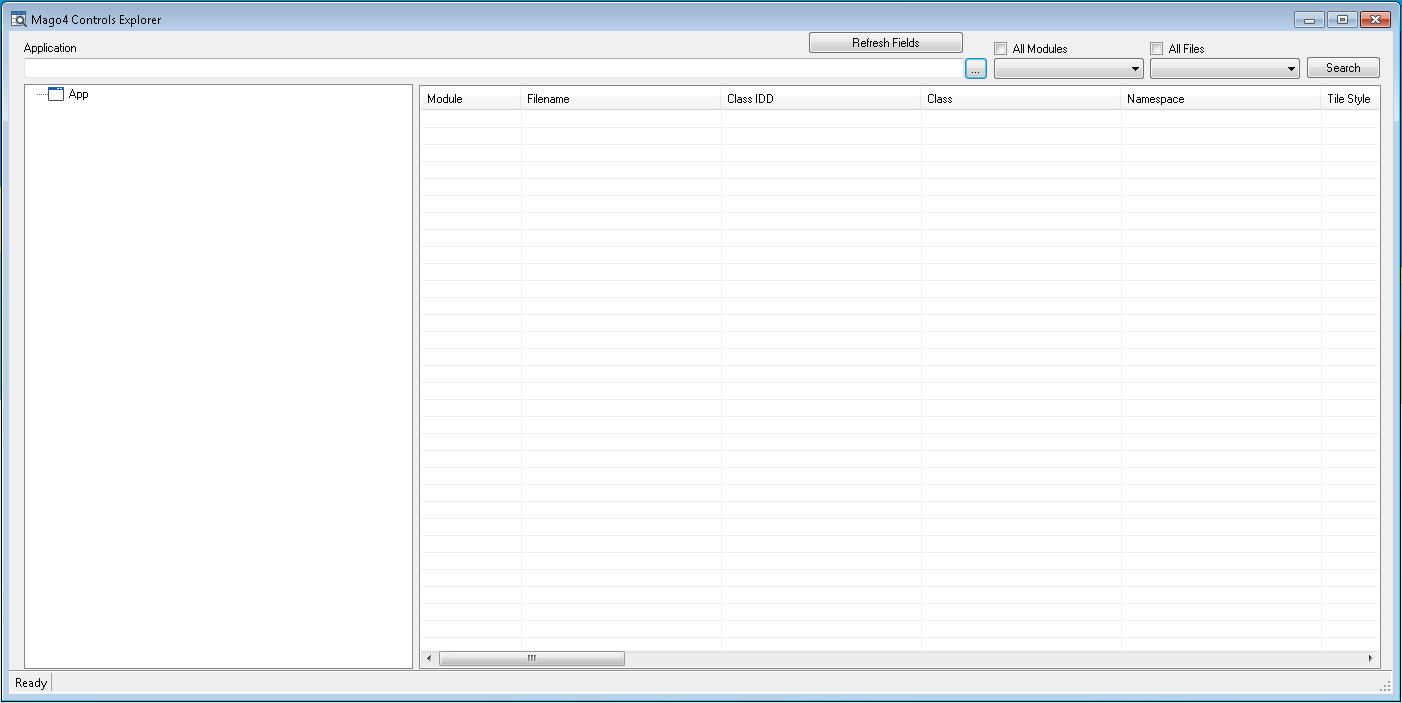 Mago4 Controls Explorer
Application
Refresh Fields
All Modules
All Files
...
Search
App
Module
Filename
Class IDD
Class
Namespace
Tile Style
Ready